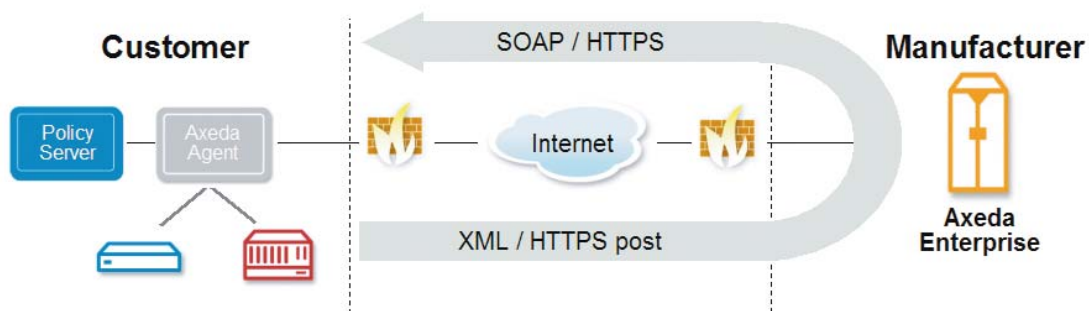 Customer
SOAP / HTTPS
Manufacturer
Policy
Server
Axeda
Agent
Internet
XML / HTTPS post
Axeda
Enterprise